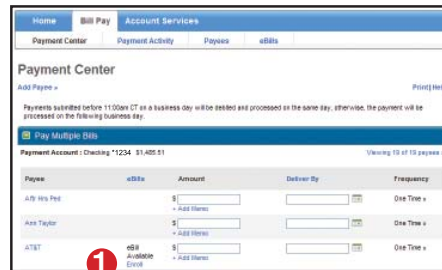 Home Bill Pay Account Services
Payment Center Payment Activity Payees eBills
Payment Center
Add Payee » Print| Hel
Payments submitted before 11:00am CT on a business day will be debited and processed on the same day, otherwise, the payment will be
processed on the following business day.
Pay Multiple Bills
Payment Account : Checking *1234 $1,485.51 Viewing 19 of 19 payees
Payee eBills Amount Deliver By Frequency
Aftr Hrs Ped $ One Time »
+ Add Memo
Ann Taylor $ One Time »
+ Add Memo
AT&T eBill $ One Time »
Available + Add Memo
1 Enroll